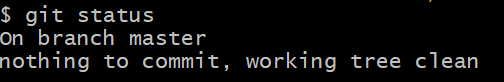 $ git status
On branch master
nothing to commit, working tree clean